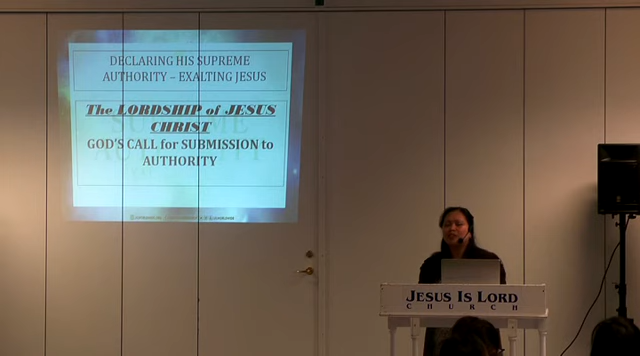 DECLARING HIS SUPREME
AUTHORITY – EXALTING JESUS
The LORDSHIP of JESUS
CHRIST
GOD'S CALL for SUBMISSION to
AUTHORITY
JESUS IS LORD
CHURCH